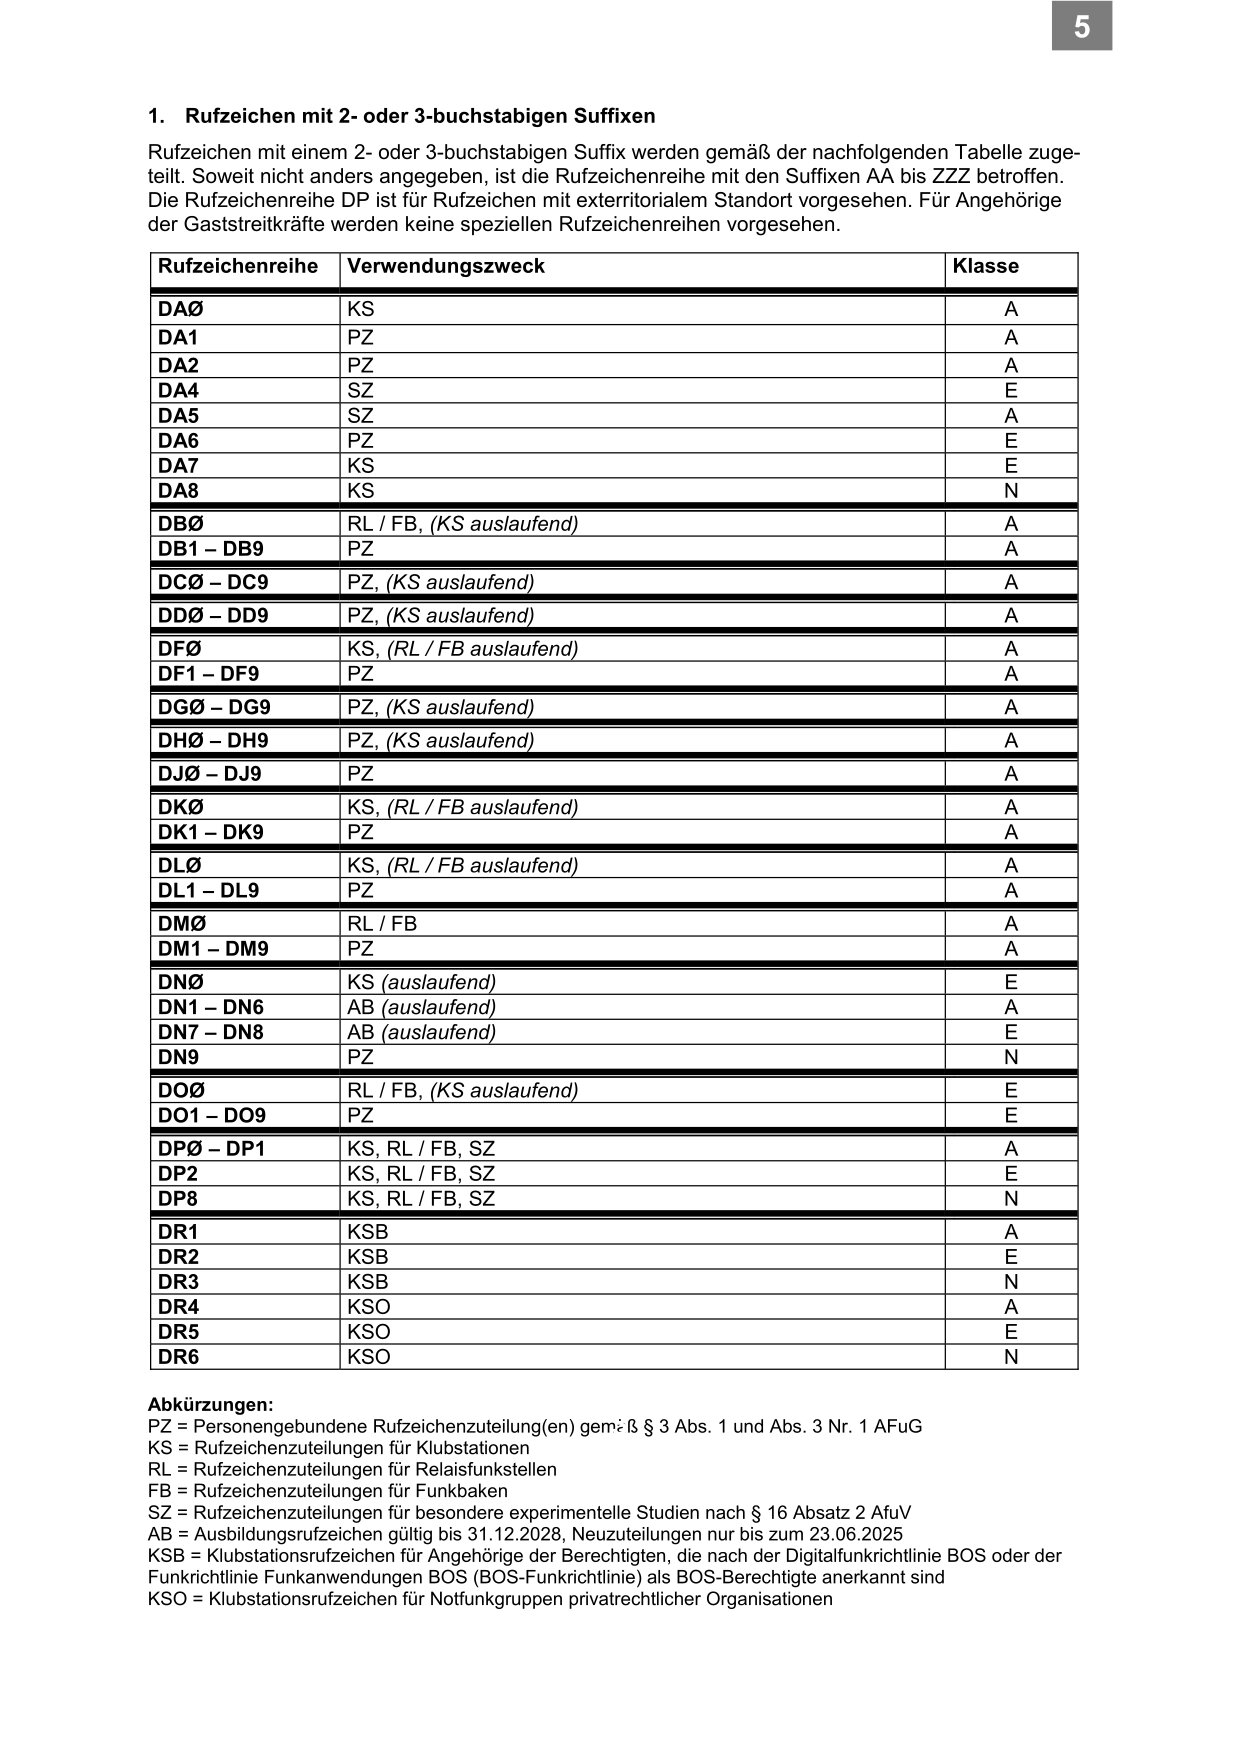 5
1. Rufzeichen mit 2- oder 3-buchstabigen Suffixen
Rufzeichen mit einem 2- oder 3-buchstabigen Suffix werden gemäß der nachfolgenden Tabelle zuge-
teilt. Soweit nicht anders angegeben, ist die Rufzeichenreihe mit den Suffixen AA bis ZZZ betroffen.
Die Rufzeichenreihe DP ist für Rufzeichen mit exterritorialem Standort vorgesehen. Für Angehörige
der Gaststreitkräfte werden keine speziellen Rufzeichenreihen vorgesehen.
Rufzeichenreihe Verwendungszweck Klasse
DAØ KS A
DA1 PZ A
DA2 PZ A
DA4 SZ E
DA5 SZ A
DA6 PZ E
DA7 KS E
DA8 KS N
DBØ RL / FB, (KS auslaufend) A
DB1 – DB9 PZ A
DCØ – DC9 PZ, (KS auslaufend) A
DDØ – DD9 PZ, (KS auslaufend) A
DFØ KS, (RL / FB auslaufend) A
DF1 – DF9 PZ A
DGØ – DG9 PZ, (KS auslaufend) A
DHØ – DH9 PZ, (KS auslaufend) A
DJØ – DJ9 PZ A
DKØ KS, (RL / FB auslaufend) A
DK1 – DK9 PZ A
DLØ KS, (RL / FB auslaufend) A
DL1 – DL9 PZ A
DMØ RL / FB A
DM1 – DM9 PZ A
DNØ KS (auslaufend) E
DN1 – DN6 AB (auslaufend) A
DN7 – DN8 AB (auslaufend) E
DN9 PZ N
DOØ RL / FB, (KS auslaufend) E
DO1 – DO9 PZ E
DPØ – DP1 KS, RL / FB, SZ A
DP2 KS, RL / FB, SZ E
DP8 KS, RL / FB, SZ N
DR1 KSB A
DR2 KSB E
DR3 KSB N
DR4 KSO A
DR5 KSO E
DR6 KSO N
Abkürzungen:
PZ = Personengebundene Rufzeichenzuteilung(en) gemäß § 3 Abs. 1 und Abs. 3 Nr. 1 AFuG
KS = Rufzeichenzuteilungen für Klubstationen
RL = Rufzeichenzuteilungen für Relaisfunkstellen
FB = Rufzeichenzuteilungen für Funkbaken
SZ = Rufzeichenzuteilungen für besondere experimentelle Studien nach § 16 Absatz 2 AfuV
AB = Ausbildungsrufzeichen gültig bis 31.12.2028, Neuzuteilungen nur bis zum 23.06.2025
KSB = Klubstationsrufzeichen für Angehörige der Berechtigten, die nach der Digitalfunkrichtlinie BOS oder der
Funkrichtlinie Funkanwendungen BOS (BOS-Funkrichtlinie) als BOS-Berechtigte anerkannt sind
KSO = Klubstationsrufzeichen für Notfunkgruppen privatrechtlicher Organisationen